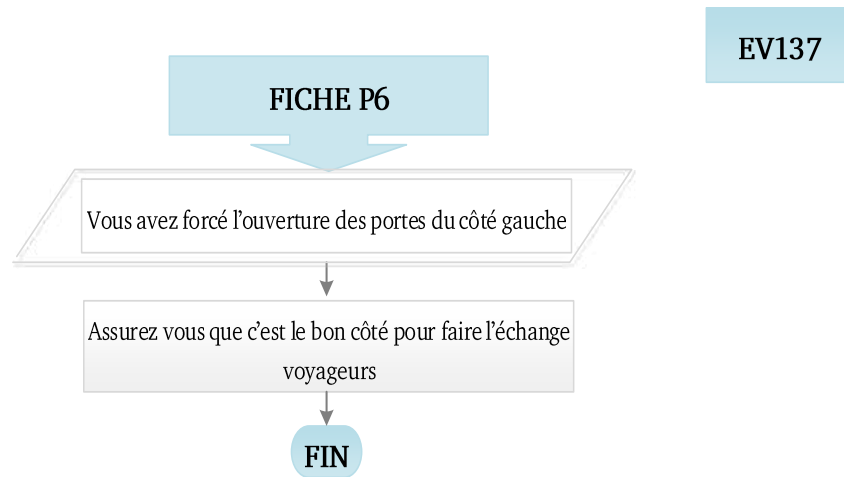 EV137
FICHE P6
Vous avez forcé l’ouverture des portes du côté gauche
Assurez vous que c’est le bon côté pour faire l’échange
voyageurs
FIN